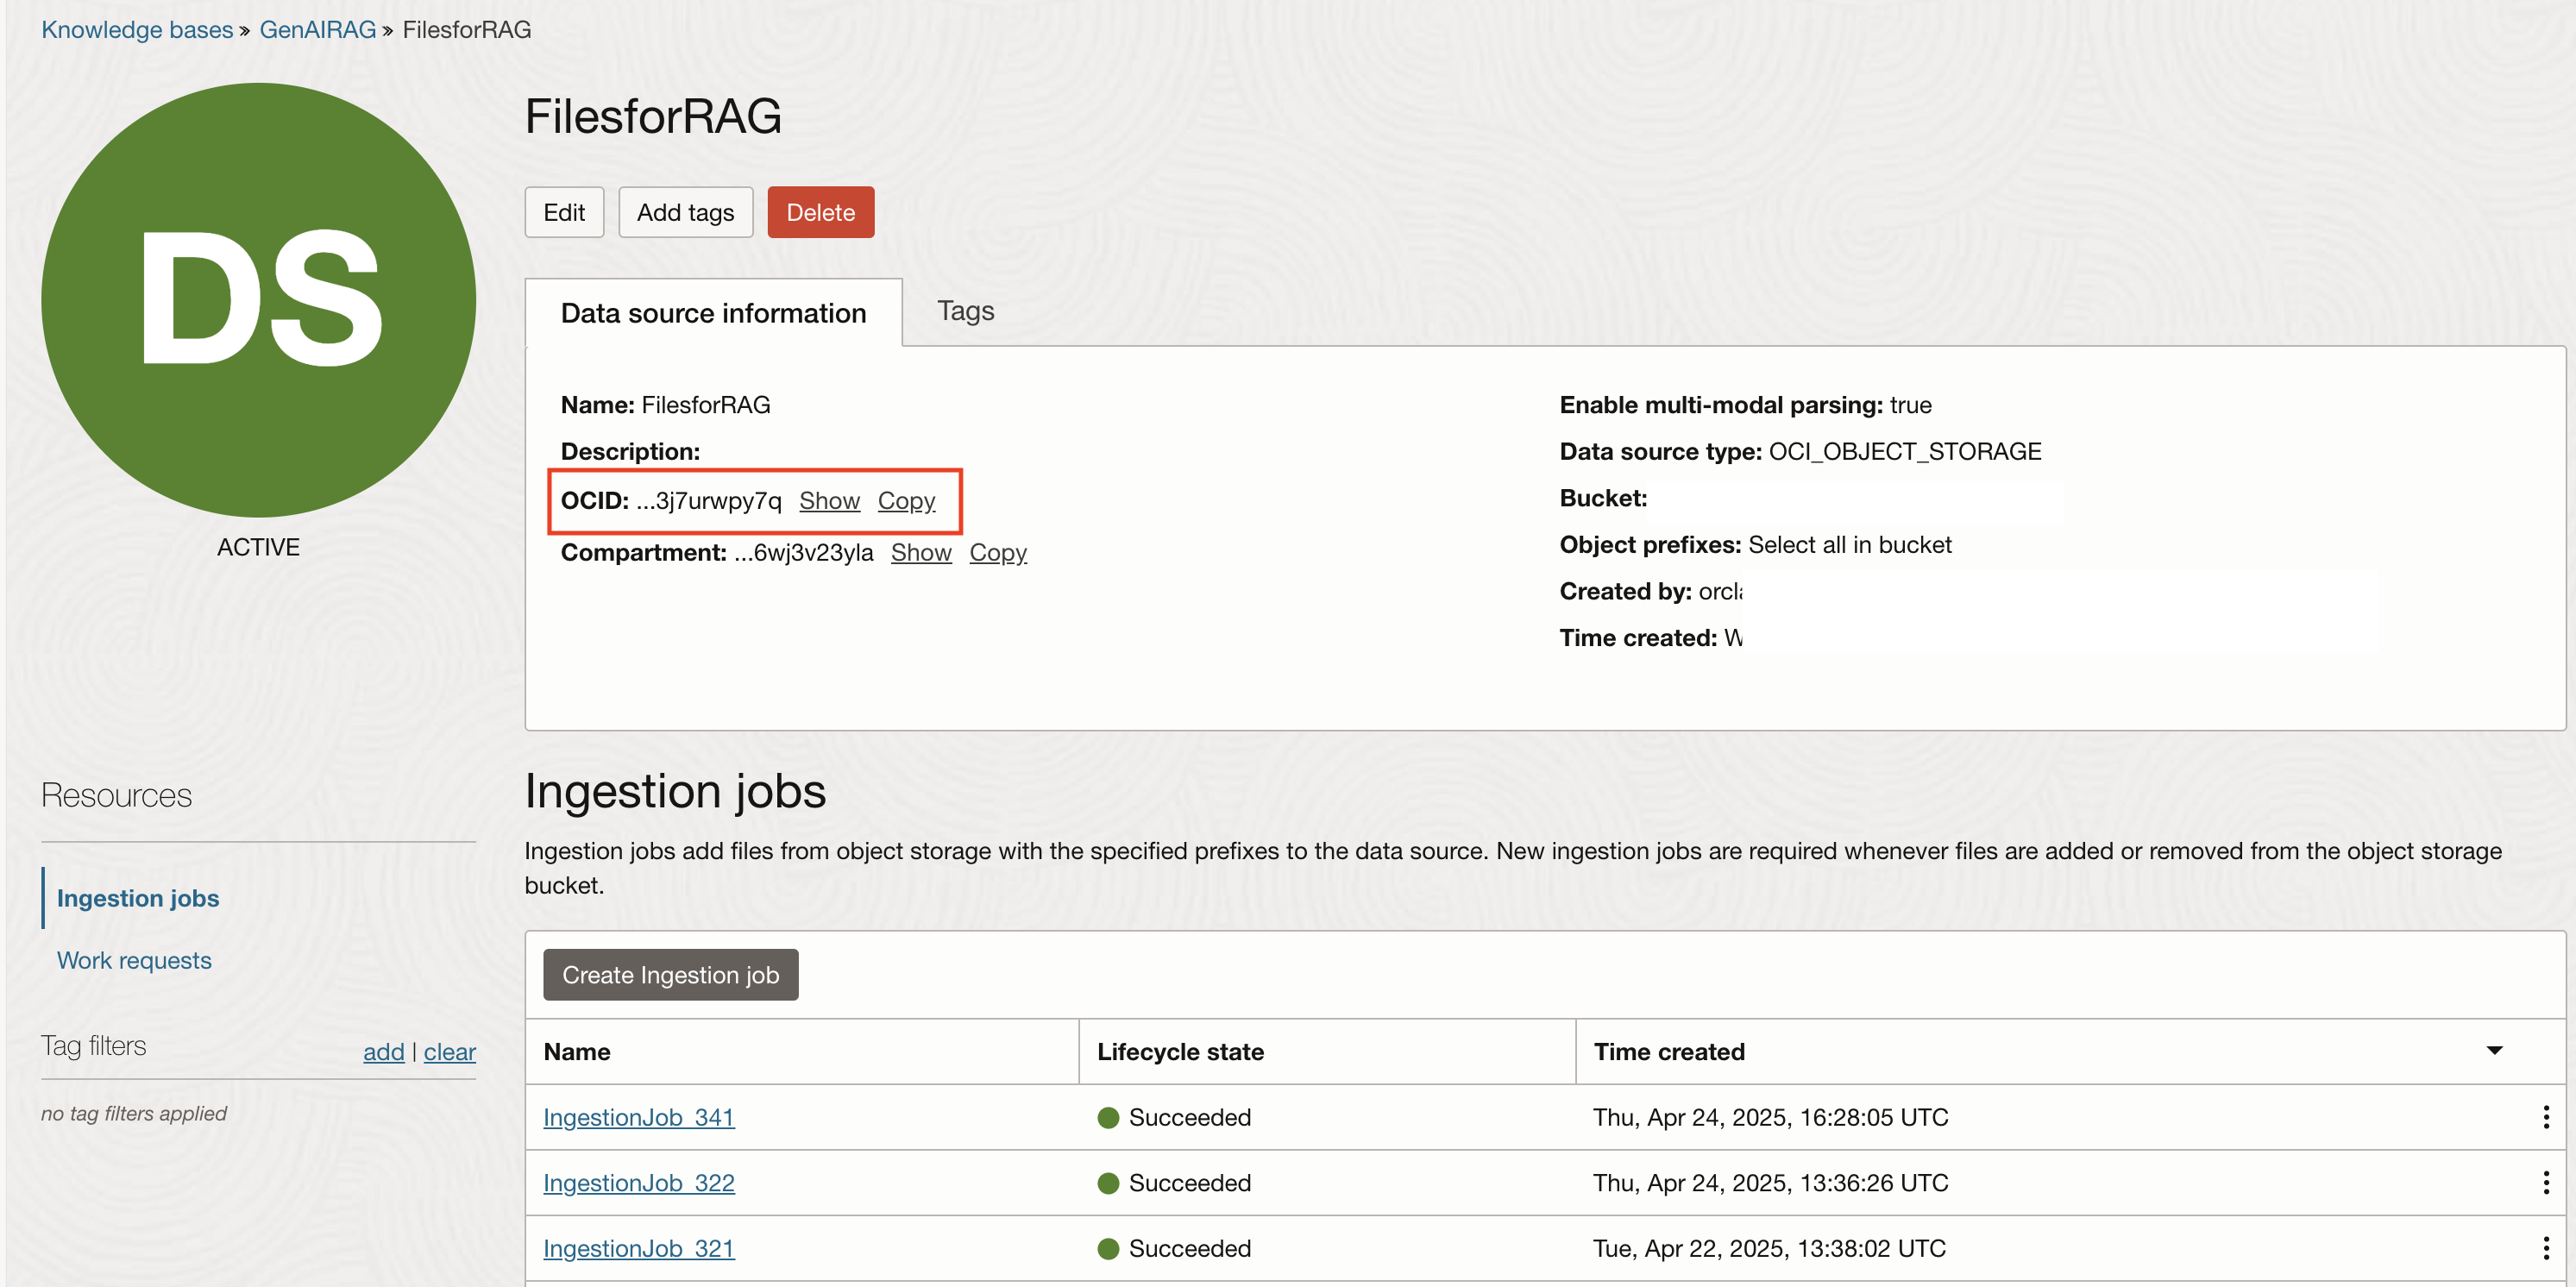 Knowledge bases » GenAIRAG » FilesforRAG
DS
ACTIVE
FilesforRAG
Edit
Add tags
Delete
Data source information
Tags
Name: FilesforRAG
Description:
OCID: ...3j7urwpy7q Show Copy
Compartment: ...6wj3v23yla Show Copy
Enable multi-modal parsing: true
Data source type: OCI_OBJECT_STORAGE
Bucket:
Object prefixes: Select all in bucket
Created by:
Time created:
Resources
Ingestion jobs
Work requests
Tag filters
add | clear
no tag filters applied
Ingestion jobs
Ingestion jobs add files from object storage with the specified prefixes to the data source. New ingestion jobs are required whenever files are added or removed from the object storage
bucket.
Create Ingestion job
Name Lifecycle state Time created
IngestionJob_341 Succeeded Thu, Apr 24, 2025, 16:28:05 UTC
IngestionJob_322 Succeeded Thu, Apr 24, 2025, 13:36:26 UTC
IngestionJob_321 Succeeded Tue, Apr 22, 2025, 13:38:02 UTC